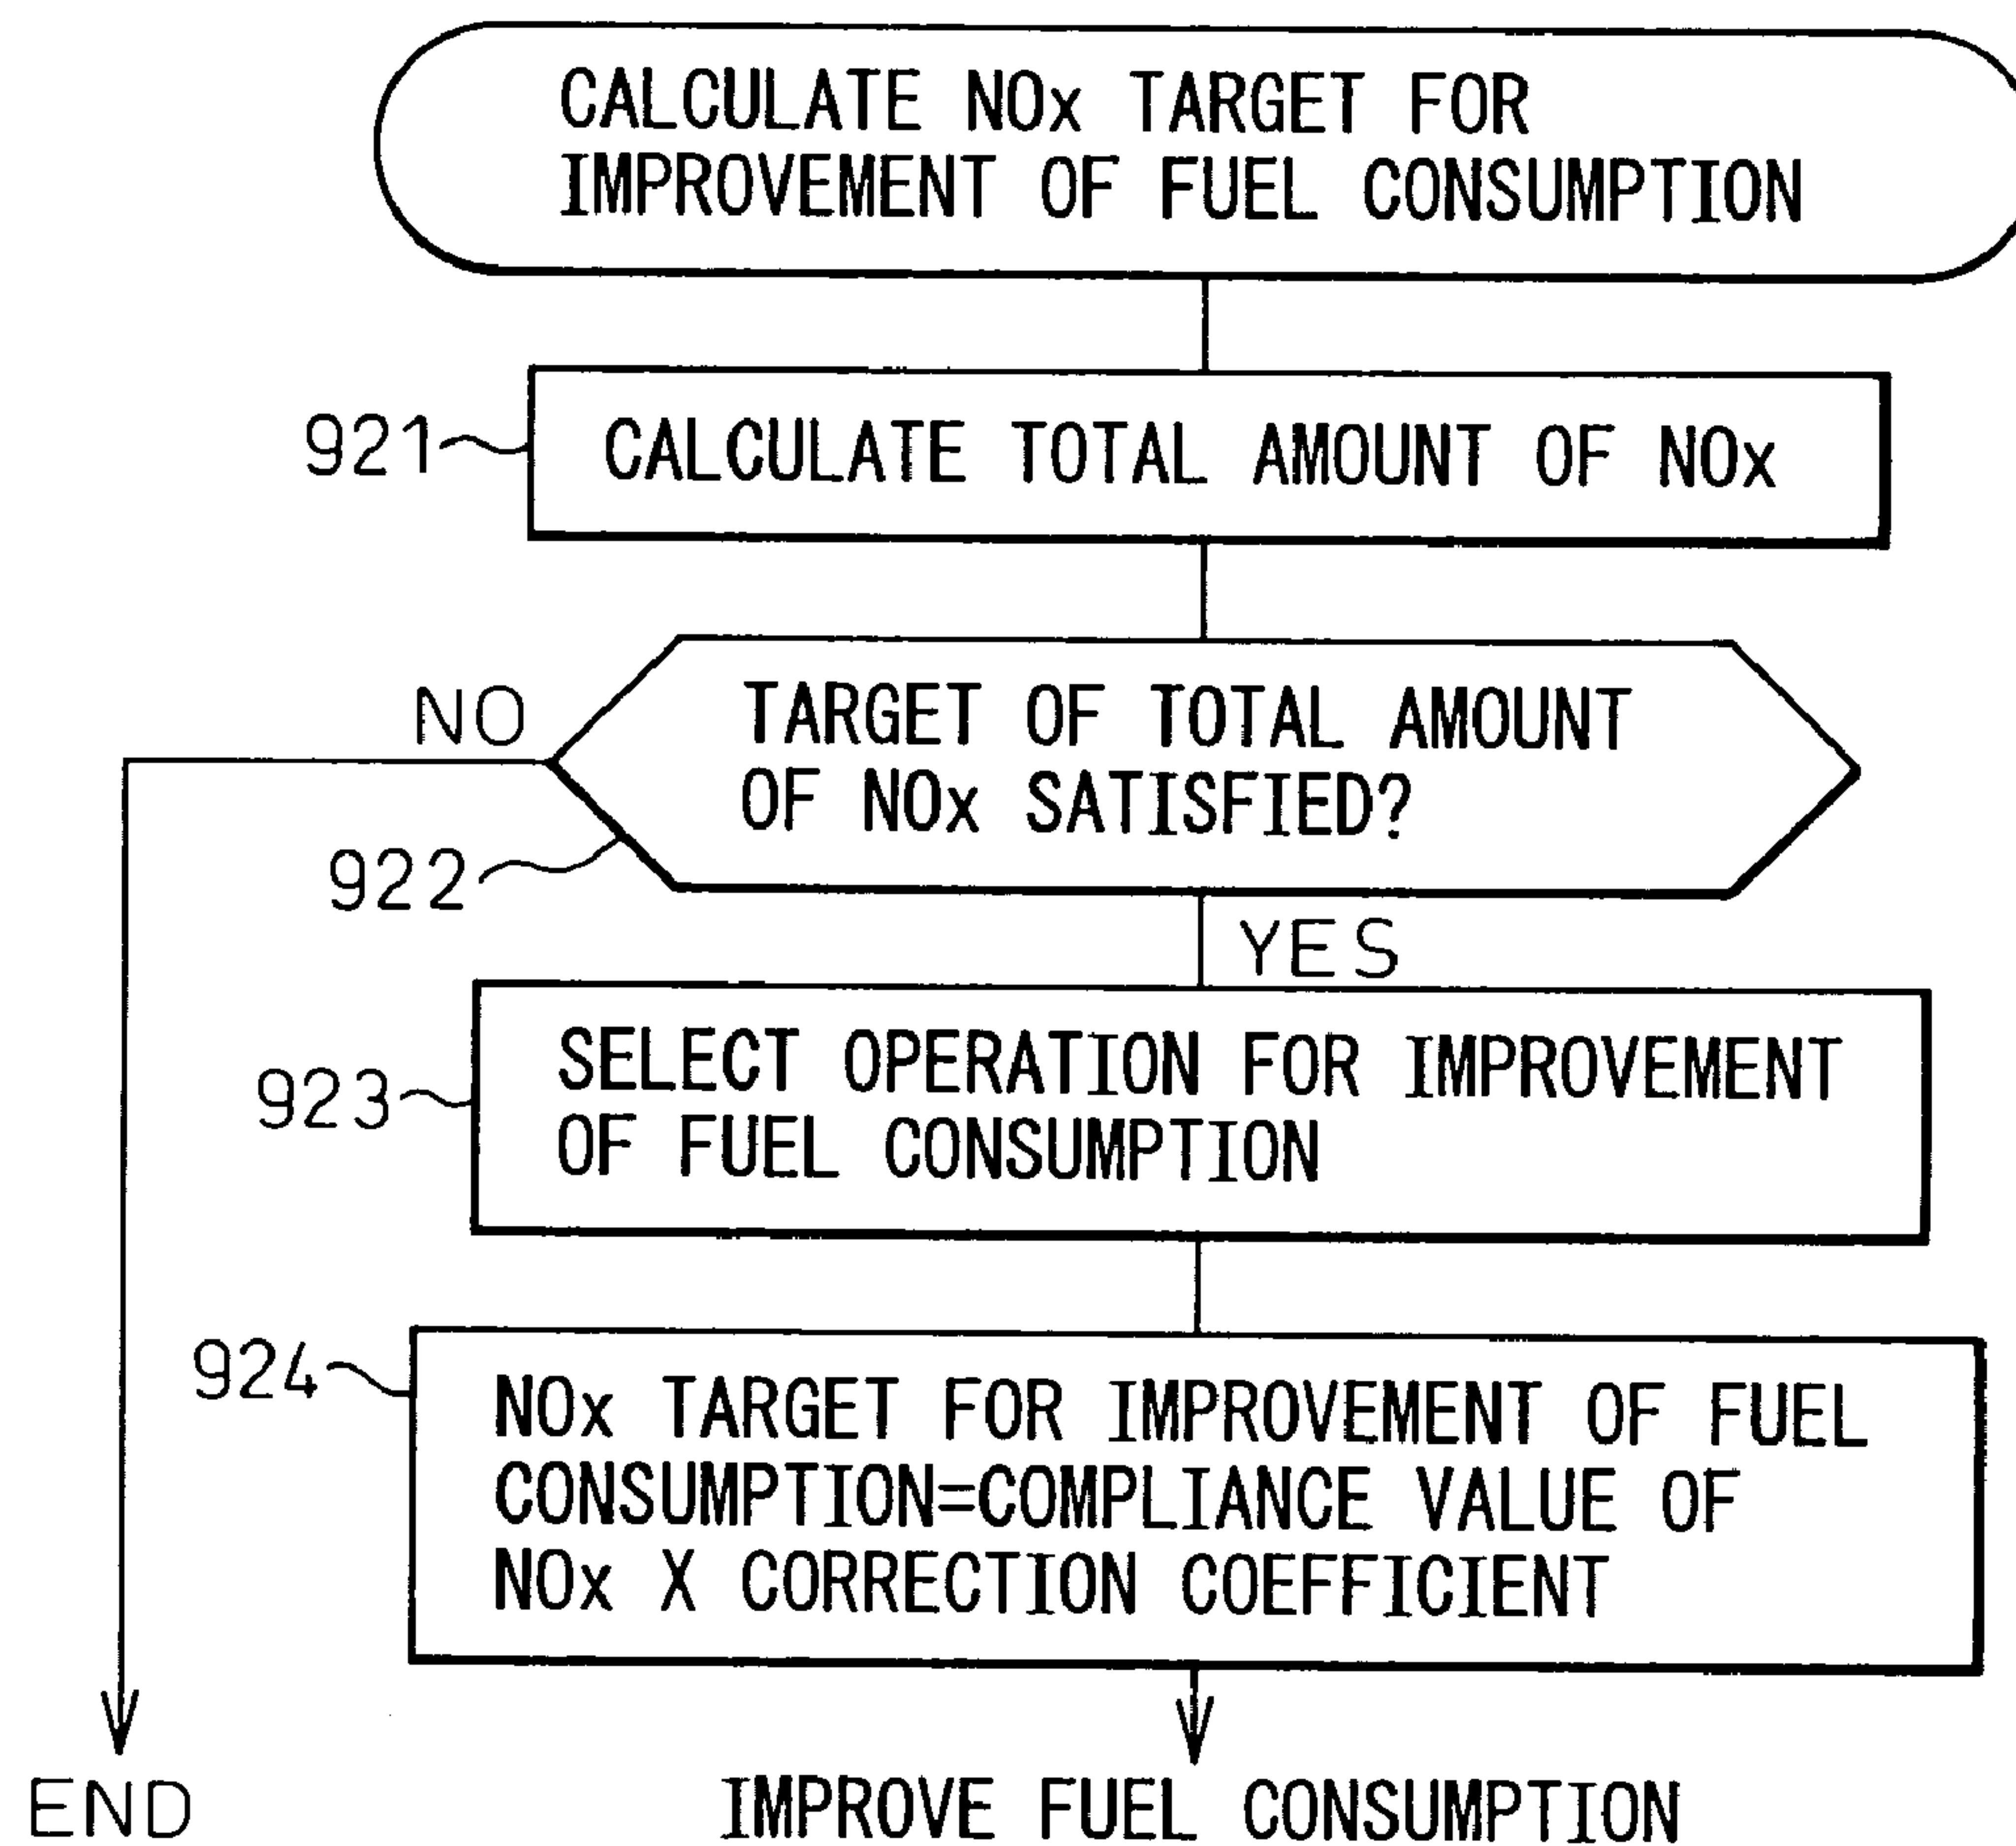 CALCULATE NOx TARGET FOR
IMPROVEMENT OF FUEL CONSUMPTION
921
CALCULATE TOTAL AMOUNT OF NOx
NO
TARGET OF TOTAL AMOUNT
OF NOx SATISFIED?
922
YES
923
SELECT OPERATION FOR IMPROVEMENT
OF FUEL CONSUMPTION
924
NOx TARGET FOR IMPROVEMENT OF FUEL
CONSUMPTION=COMPLIANCE VALUE OF
NOx X CORRECTION COEFFICIENT
END
IMPROVE FUEL CONSUMPTION